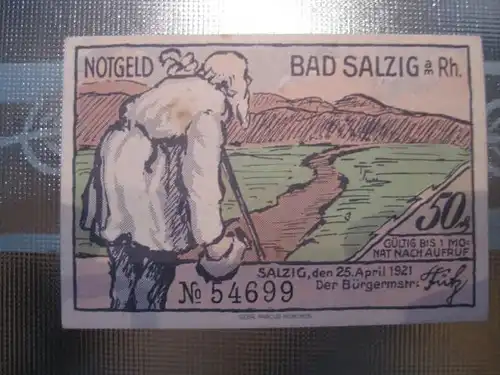 NOTGELD BAD SALZIG am Rh.
50
GÜLTIG BIS 1 MO-
NAT NACH AUFRUF
SALZIG, den 25. April 1921
No 54699 Der Bürgermstr: